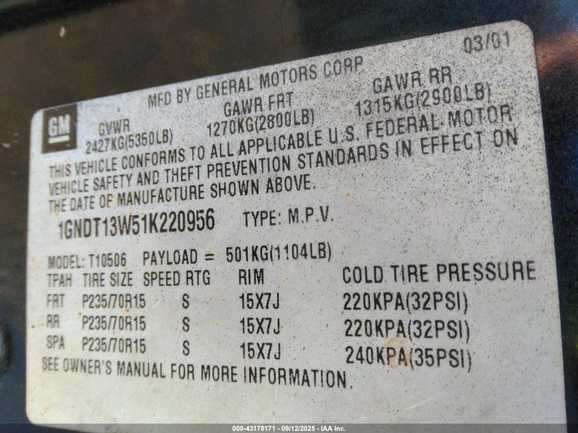 03/01
GM
MFD BY GENERAL MOTORS CORP
GVWR GAWR FRT GAWR RR
2427KG(5350LB) 1270KG(2800LB) 1315KG(2900LB)
THIS VEHICLE CONFORMS TO ALL APPLICABLE U.S. FEDERAL MOTOR
VEHICLE SAFETY AND THEFT PREVENTION STANDARDS IN EFFECT ON
THE DATE OF MANUFACTURE SHOWN ABOVE.
1GNDT13W51K220956 TYPE: M.P.V.
MODEL: T10506 PAYLOAD = 501KG(1104LB)
TPAH TIRE SIZE SPEED RTG RIM COLD TIRE PRESSURE
FRT P235/70R15 S 15X7J 220KPA(32PSI)
RR P235/70R15 S 15X7J 220KPA(32PSI)
SPA P235/70R15 S 15X7J 240KPA(35PSI)
SEE OWNER'S MANUAL FOR MORE INFORMATION.
000-43170171 - 09/12/2025 - IAA Inc.